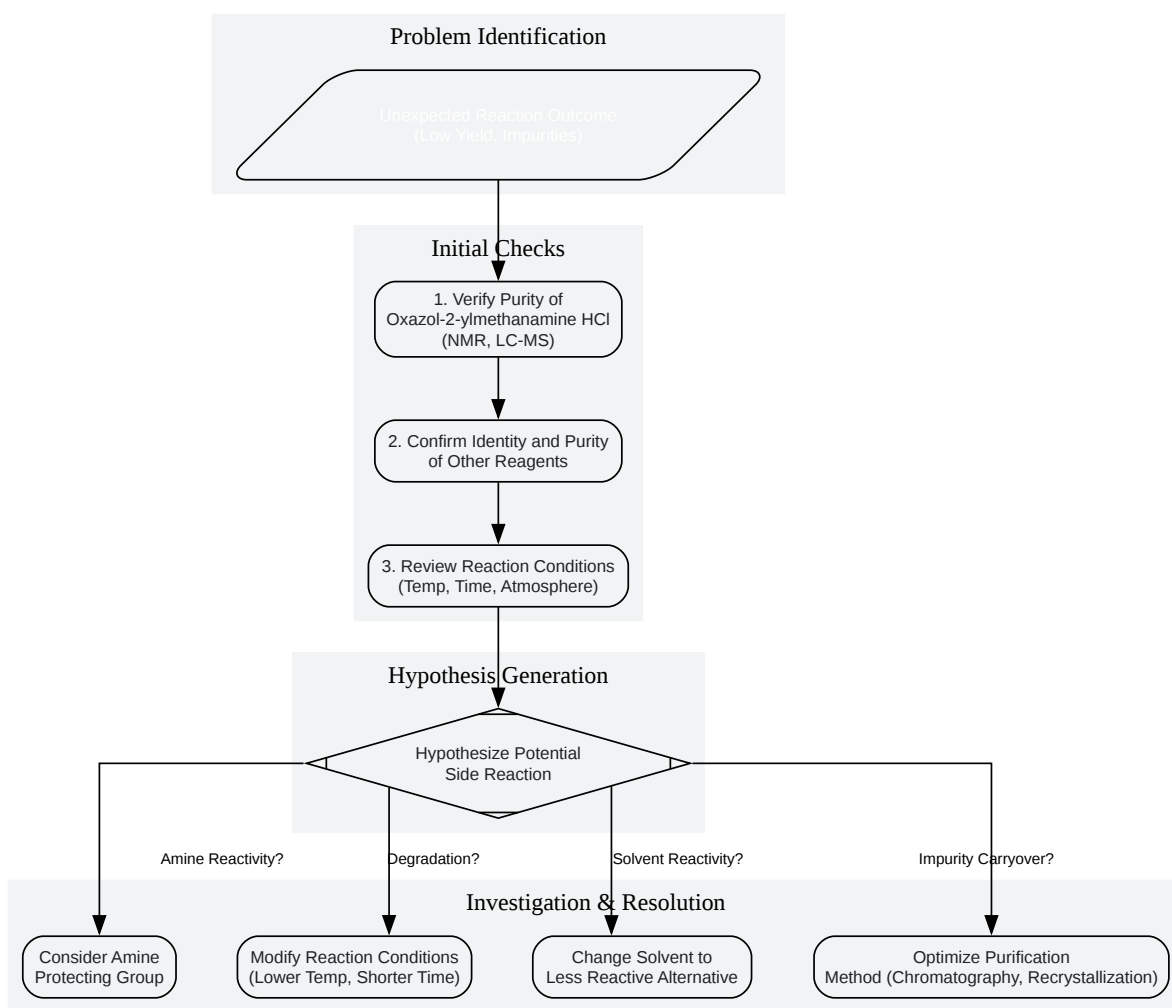 Problem Identification
Unexpected Reaction Outcome
(Low Yield, Impurities)
Initial Checks
1. Verify Purity of
Oxazol-2-ylmethanamine HCl
(NMR, LC-MS)
2. Confirm Identity and Purity
of Other Reagents
3. Review Reaction Conditions
(Temp, Time, Atmosphere)
Hypothesis Generation
Hypothesize Potential
Side Reaction
Amine Reactivity?
Degradation?
Solvent Reactivity?
Impurity Carryover?
Investigation & Resolution
Consider Amine
Protecting Group
Modify Reaction Conditions
(Lower Temp, Shorter Time)
Change Solvent to
Less Reactive Alternative
Optimize Purification
Method (Chromatography, Recrystallization)